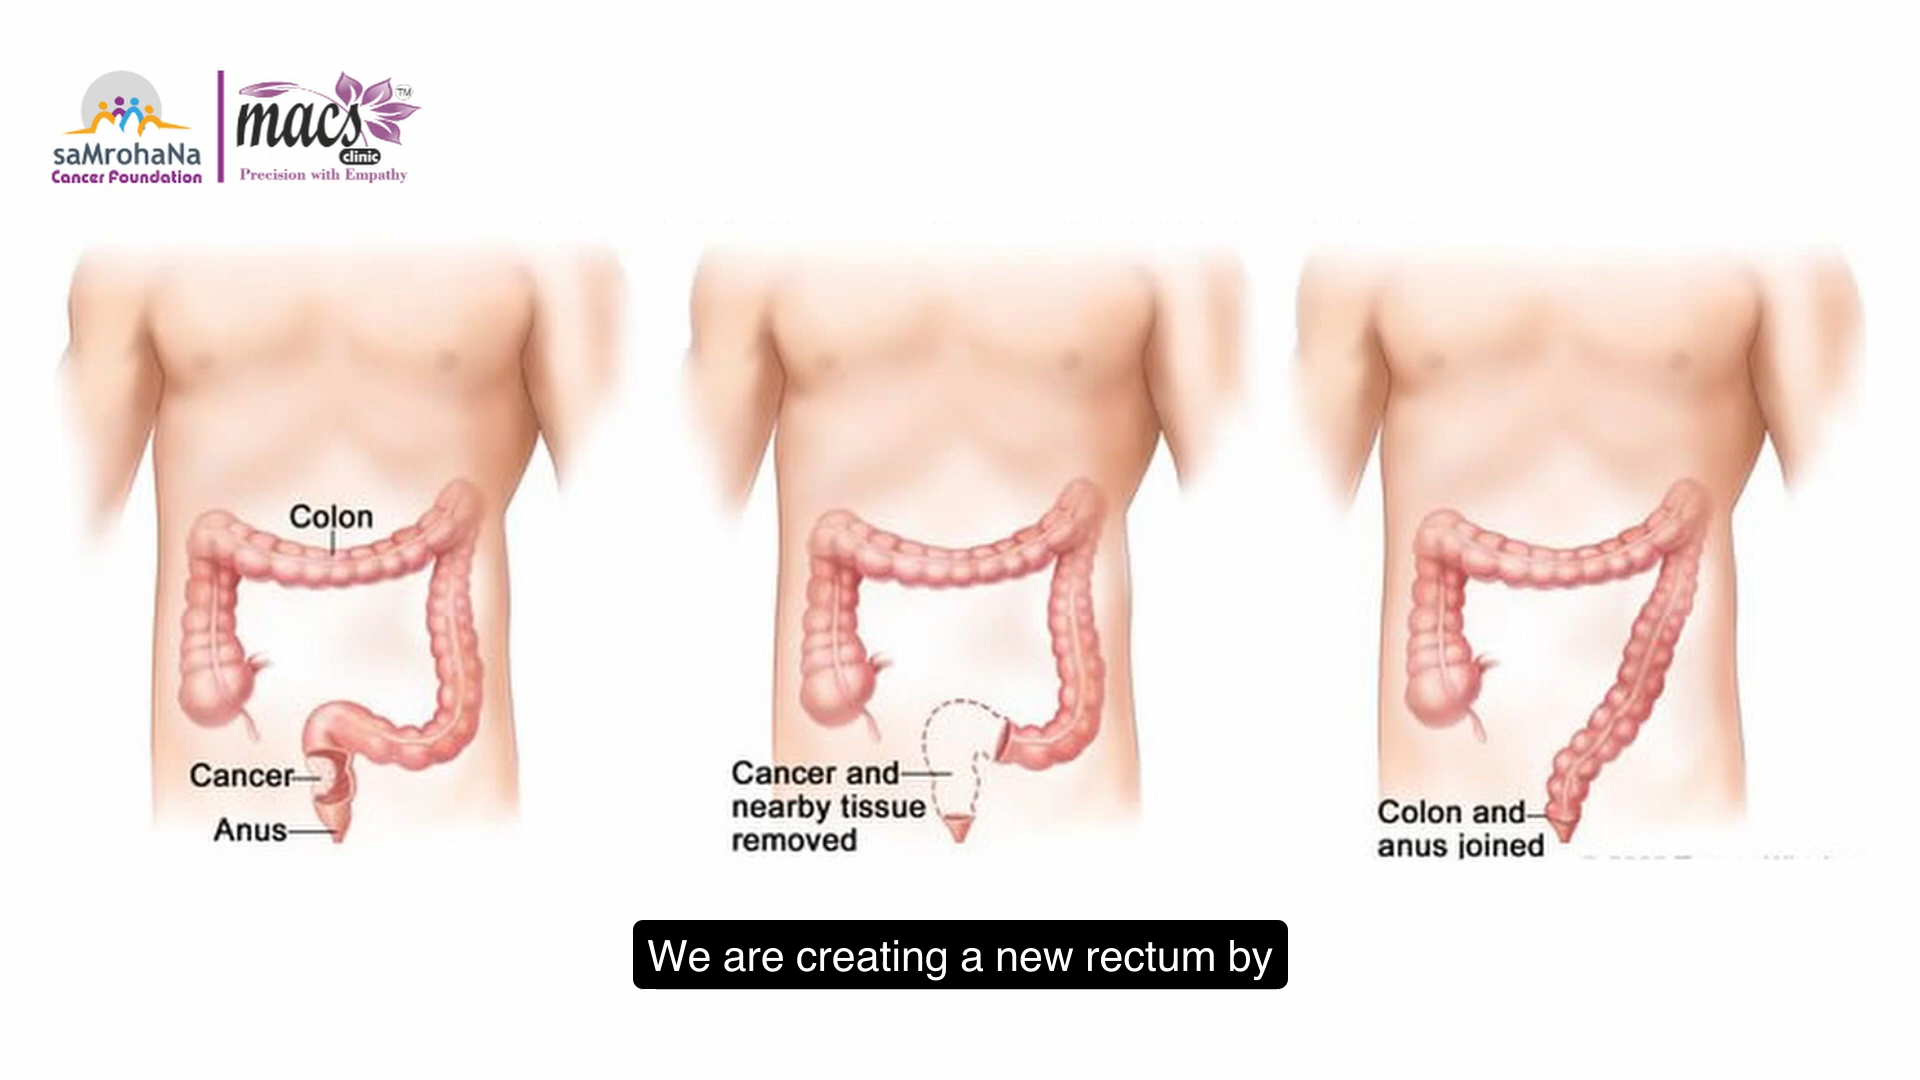 saMrohaNa
Cancer Foundation
macs
TM
clinic
Precision with Empathy
Colon
Cancer
Anus
Cancer and
nearby tissue
removed
Colon and
anus joined
We are creating a new rectum by